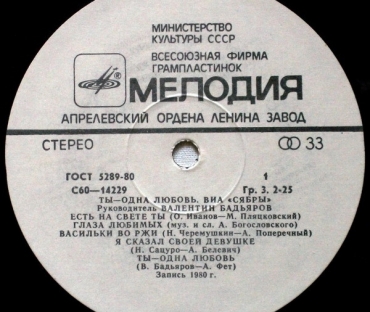 МИНИСТЕРСТВО
КУЛЬТУРЫ СССР
ВСЕСОЮЗНАЯ ФИРМА
ГРАМПЛАСТИНОК
МЕЛОДИЯ
АПРЕЛЕВСКИЙ ОРДЕНА ЛЕНИНА ЗАВОД
СТЕРЕО 33
ГОСТ 5289-80 1
С60—14229 Гр. 3. 2-25
ТЫ—ОДНА ЛЮБОВЬ. ВИА «СЯБРЫ»
Руководитель ВАЛЕНТИН БАДЬЯРОВ
ЕСТЬ НА СВЕТЕ ТЫ (О. Иванов—М. Пляцковский)
ГЛАЗА ЛЮБИМЫХ (муз. и сл. А. Богословского)
ВАСИЛЬКИ ВО РЖИ (Н. Черемушкин—А. Поперечный)
Я СКАЗАЛ СВОЕЙ ДЕВУШКЕ
(Н. Сацуро—А. Белевич)
ТЫ—ОДНА ЛЮБОВЬ
(В. Бадьяров—А. Фет)
Запись 1980 г.